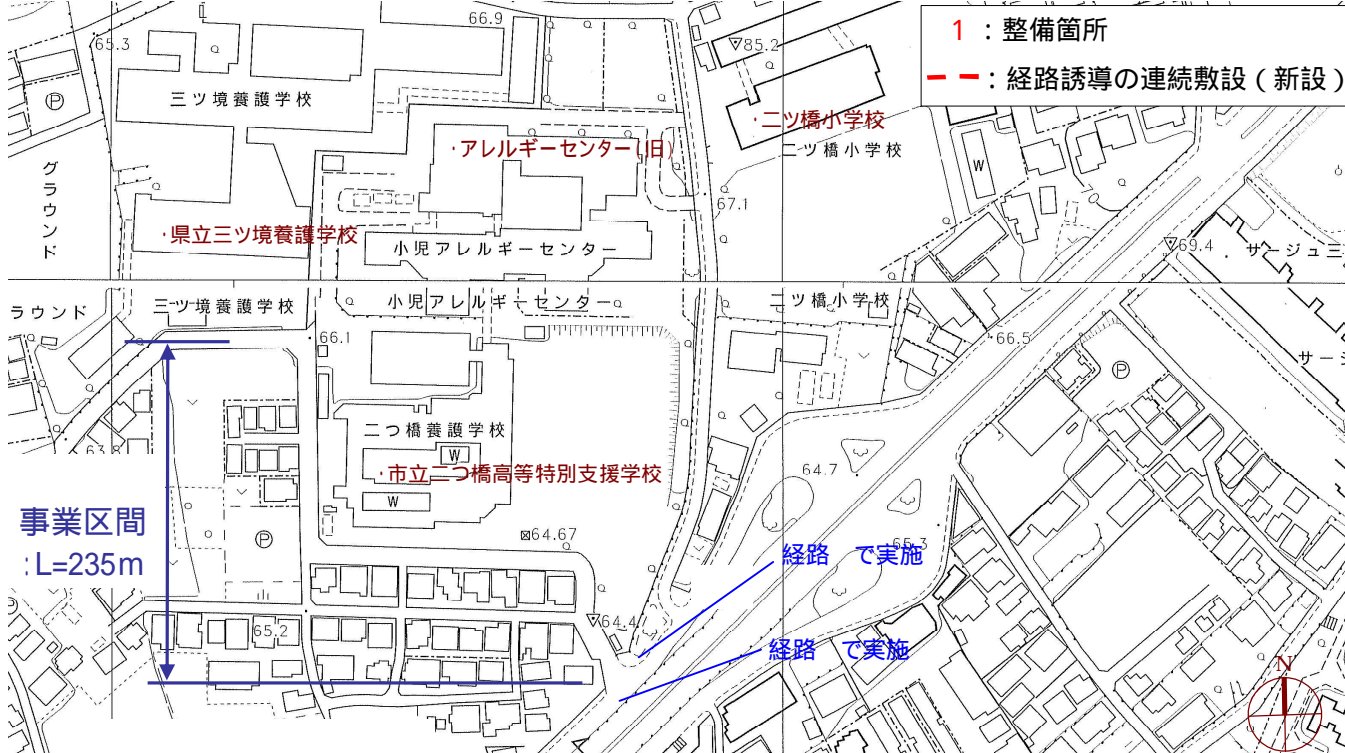 1 ：整備箇所
：経路誘導の連続敷設（新設）
66.9
65.3
85.2
三ツ境養護学校
・二ツ橋小学校
・アレルギーセンター(旧)
二ツ橋小学校
W
グラウンド
67.1
・県立三ツ境養護学校
小児アレルギーセンター
69.4
サージュ三
ラウンド
三ツ境養護学校
小児アレルギーセンター
二ツ橋小学校
66.1
66.5
サージ
P
P
二つ橋養護学校
63.8
W
・市立二つ橋高等特別支援学校
64.7
W
事業区間
：L=235m
P
64.67
65.3
経路　で実施
64.4
65.2
経路　で実施
N